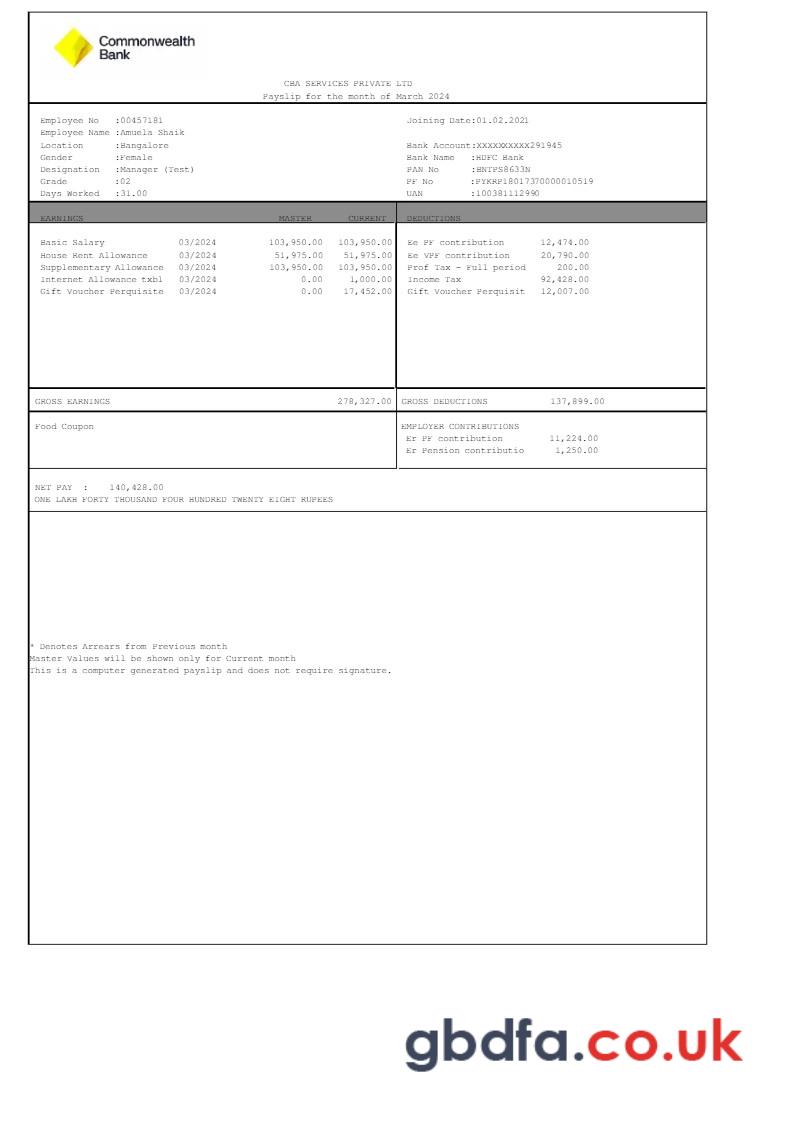 Commonwealth
Bank
CBA SERVICES PRIVATE LTD
Payslip for the month of March 2024
Employee No :00457181 Joining Date:01.02.2021
Employee Name :Amuela Shaik
Location :Bangalore Bank Account:XXXXXXXXXX291945
Gender :Female Bank Name :HDFC Bank
Designation :Manager (Test) PAN No :BNTPS8633N
Grade :02 PF No :PYKRP18017370000010519
Days Worked :31.00 UAN :100381112990
EARNINGS MASTER CURRENT DEDUCTIONS
Basic Salary 03/2024 103,950.00 103,950.00 Ee PF contribution 12,474.00
House Rent Allowance 03/2024 51,975.00 51,975.00 Ee VPF contribution 20,790.00
Supplementary Allowance 03/2024 103,950.00 103,950.00 Prof Tax - Full period 200.00
Internet Allowance txbl 03/2024 0.00 1,000.00 Income Tax 92,428.00
Gift Voucher Perquisite 03/2024 0.00 17,452.00 Gift Voucher Perquisit 12,007.00
GROSS EARNINGS 278,327.00 GROSS DEDUCTIONS 137,899.00
Food Coupon EMPLOYER CONTRIBUTIONS
Er PF contribution 11,224.00
Er Pension contributio 1,250.00
NET PAY : 140,428.00
ONE LAKH FORTY THOUSAND FOUR HUNDRED TWENTY EIGHT RUPEES
* Denotes Arrears from Previous month
Master Values will be shown only for Current month
This is a computer generated payslip and does not require signature.
gbdfa.co.uk